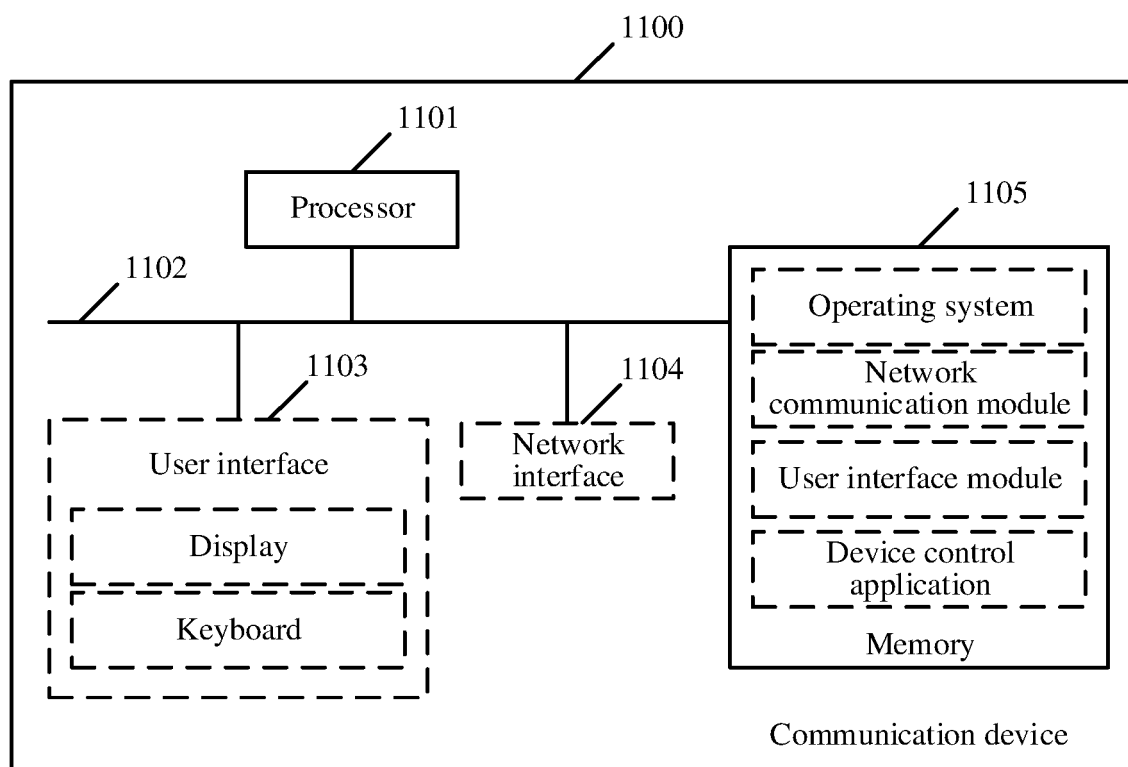 1100
1101
Processor
1105
1102
Operating system
1103
1104
Network
communication module
User interface
Network
interface
User interface module
Display
Device control
application
Keyboard
Memory
Communication device